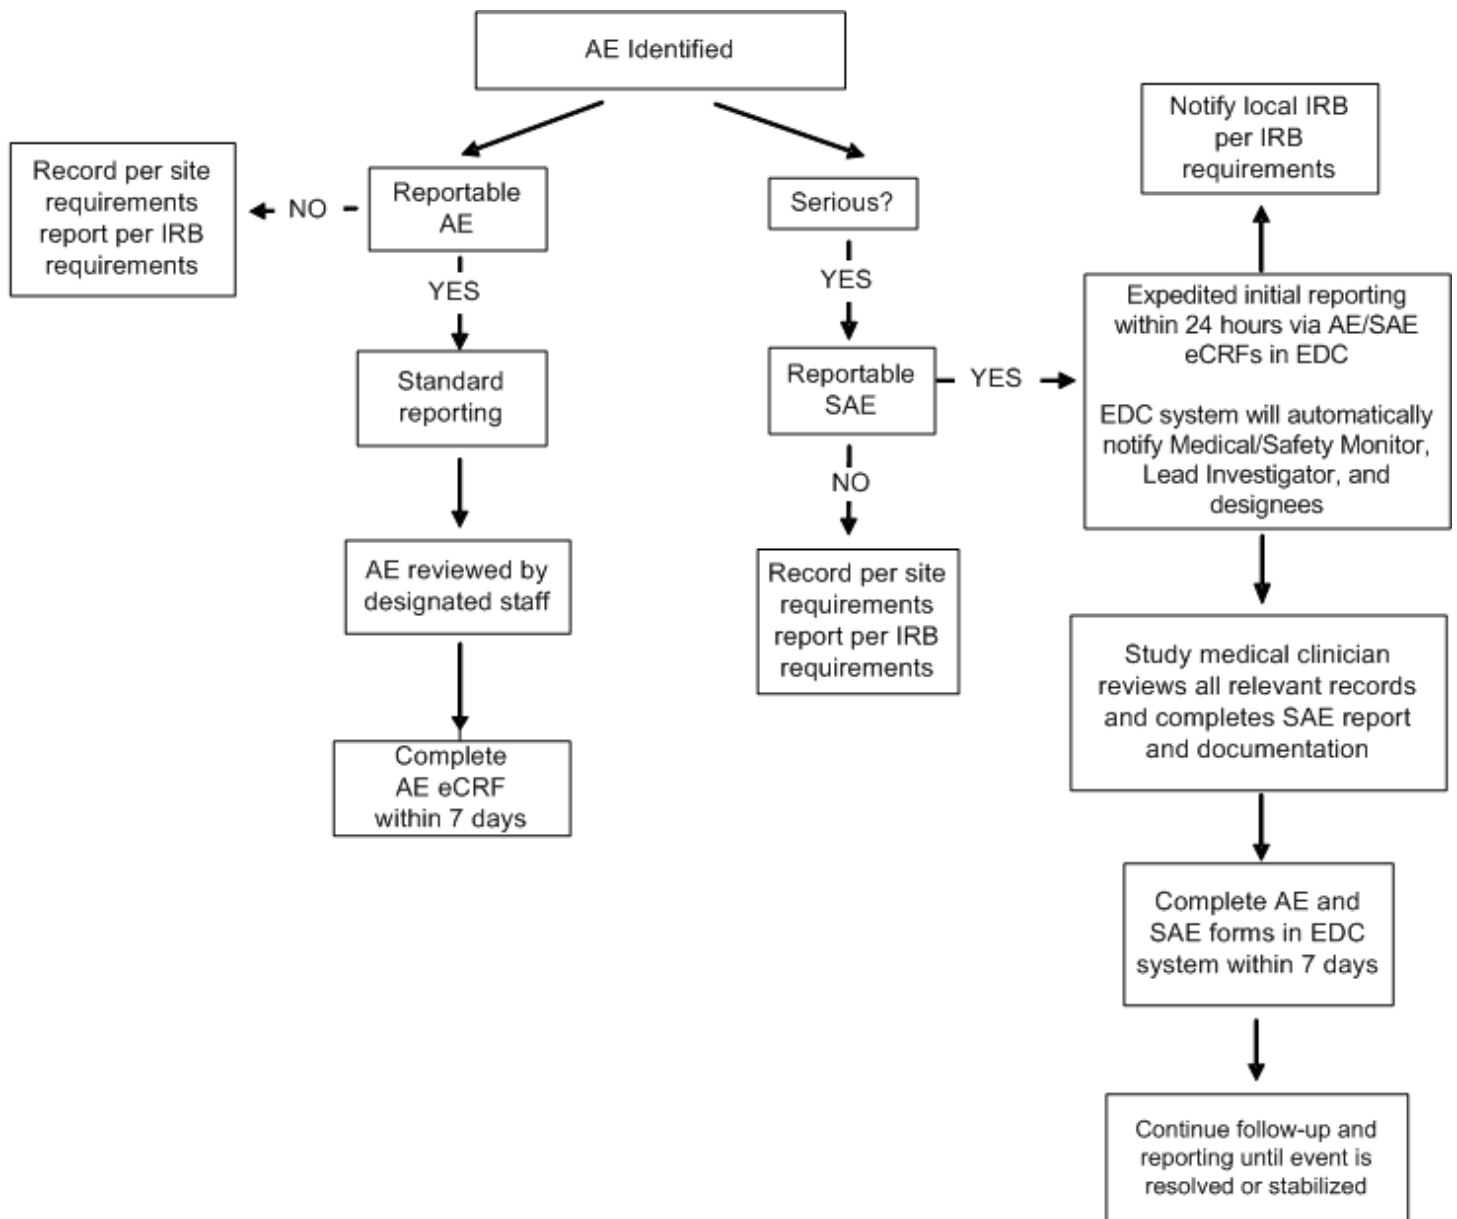 AE Identified
Record per site
requirements
report per IRB
requirements
NO
Reportable
AE
YES
Standard
reporting
AE reviewed by
designated staff
Complete
AE eCRF
within 7 days
Serious?
YES
Reportable
SAE
YES
NO
Record per site
requirements
report per IRB
requirements
Notify local IRB
per IRB
requirements
Expedited initial reporting
within 24 hours via AE/SAE
eCRFs in EDC
EDC system will automatically
notify Medical/Safety Monitor,
Lead Investigator, and
designees
Study medical clinician
reviews all relevant records
and completes SAE report
and documentation
Complete AE and
SAE forms in EDC
system within 7 days
Continue follow-up and
reporting until event is
resolved or stabilized